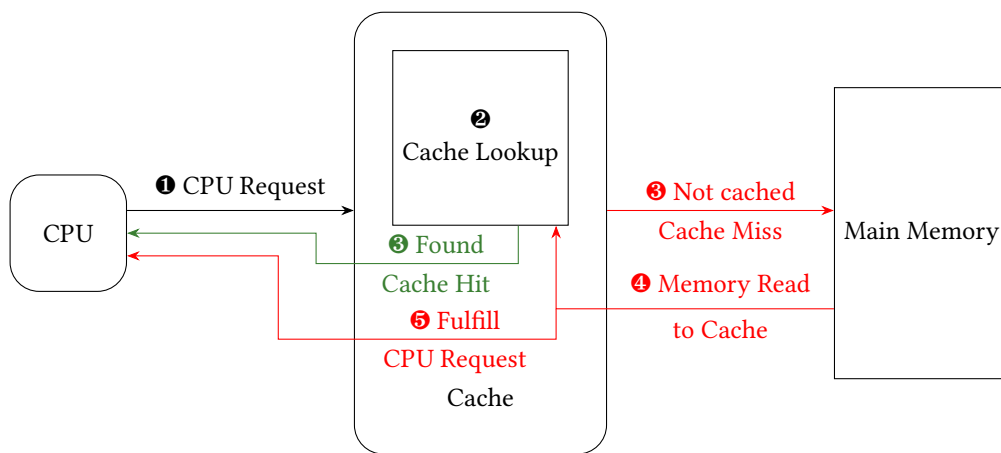 ❷
Cache Lookup
❶ CPU Request
CPU
❸ Found
Cache Hit
❸ Not cached
Cache Miss
Main Memory
❹ Memory Read
to Cache
❺ Fulfill
CPU Request
Cache